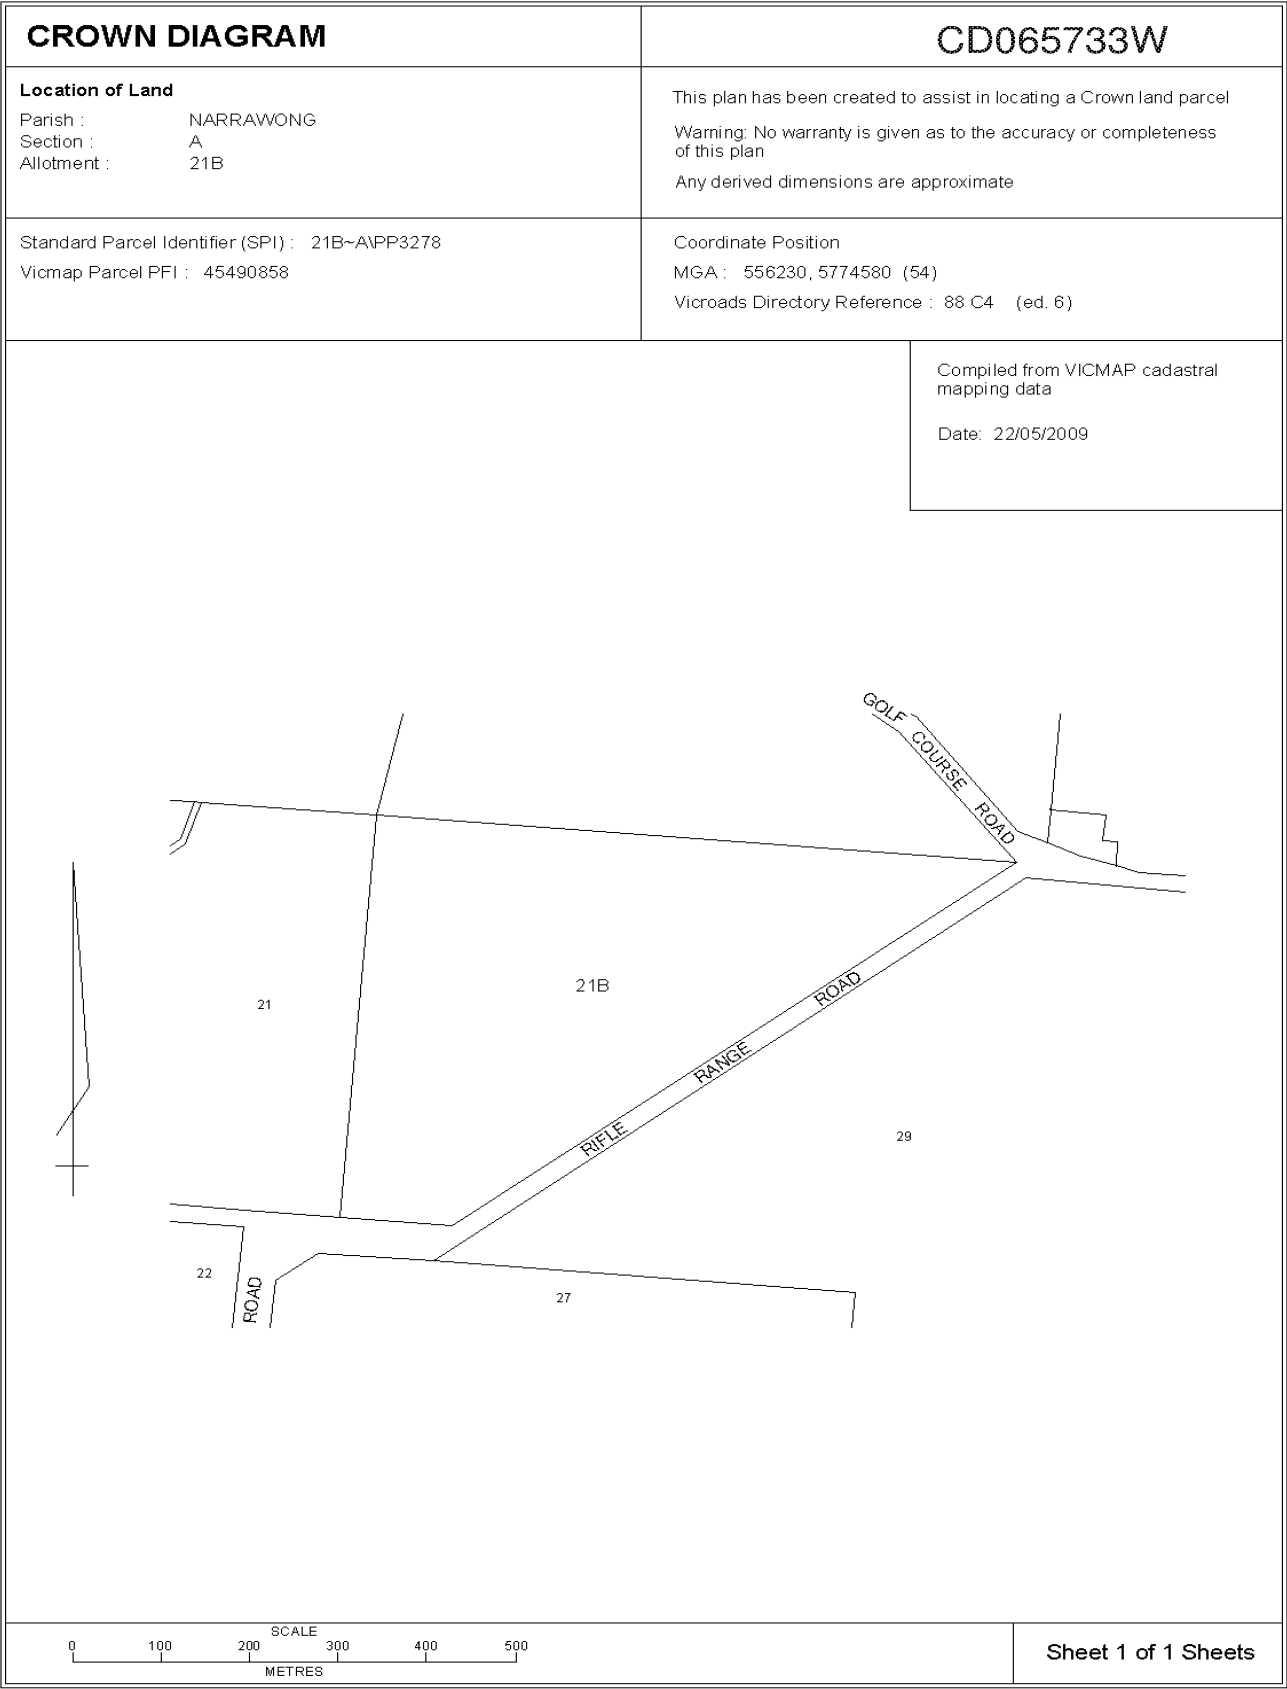 CROWN DIAGRAM
CD065733W
Location of Land
Parish : NARRAWONG
Section : A
Allotment : 21B
This plan has been created to assist in locating a Crown land parcel
Warning: No warranty is given as to the accuracy or completeness
of this plan
Any derived dimensions are approximate
Standard Parcel Identifier (SPI) : 21B~A\PP3278
Vicmap Parcel PFI : 45490858
Coordinate Position
MGA : 556230, 5774580 (54)
Vicroads Directory Reference : 88 C4 (ed. 6)
Compiled from VICMAP cadastral
mapping data
Date: 22/05/2009
GOLF COURSE ROAD
21
21B
RIFLE RANGE ROAD
29
22
ROAD
27
SCALE
0 100 200 300 400 500
METRES
Sheet 1 of 1 Sheets